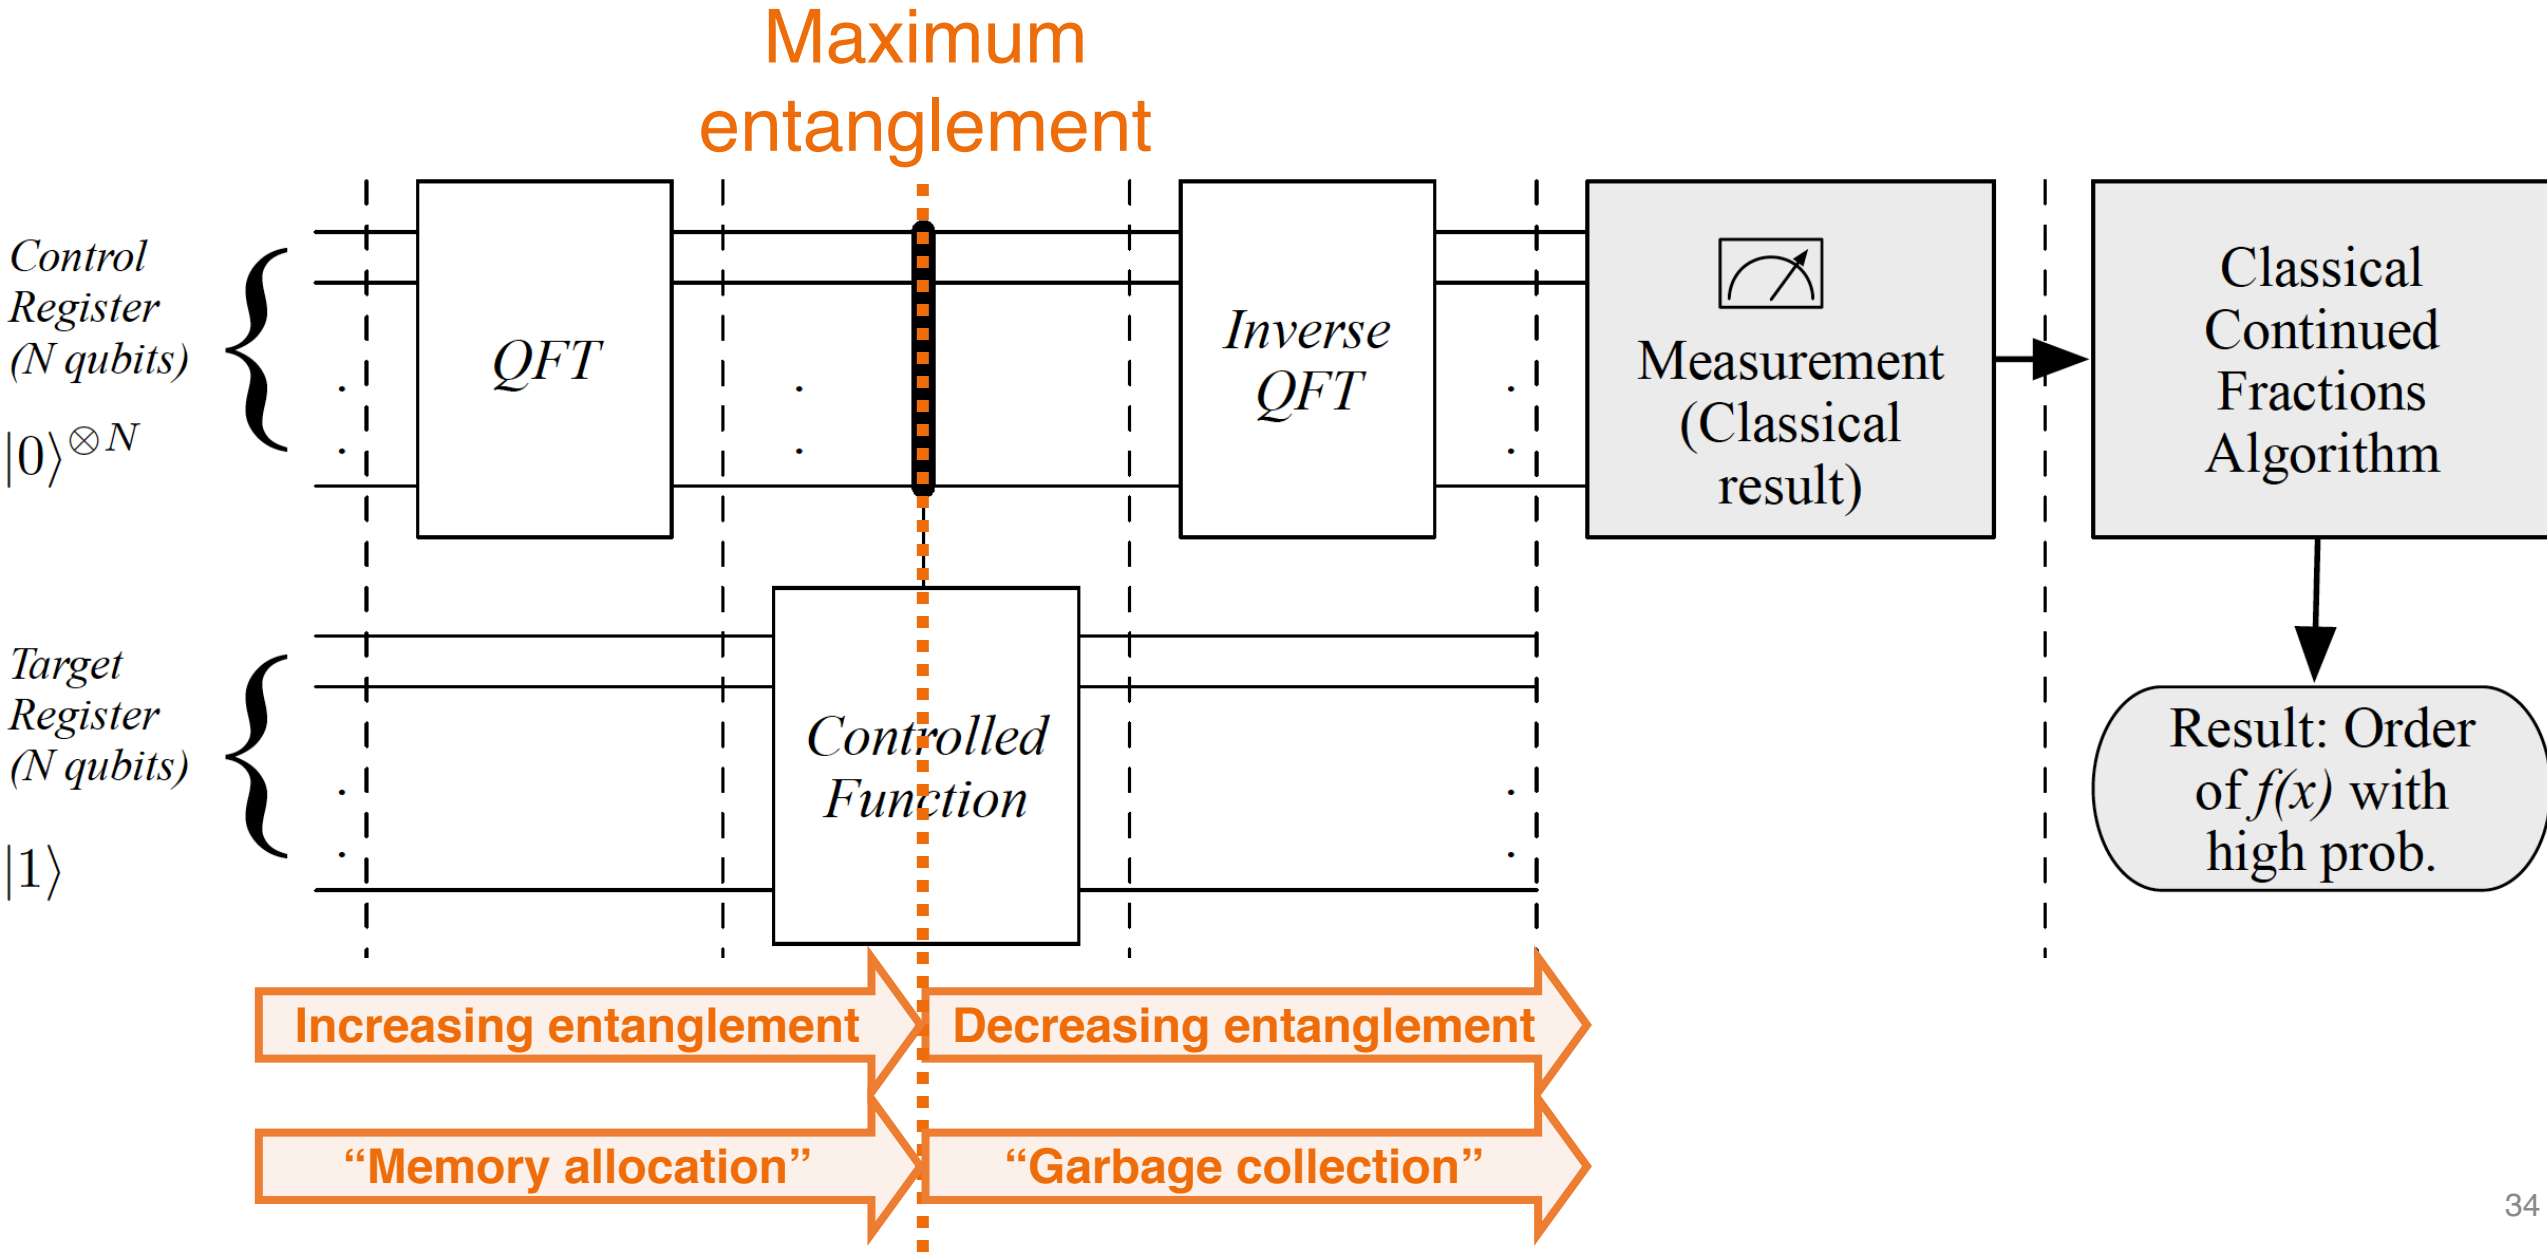 Maximum
entanglement
Control
Register
(N qubits)
|0⟩⊗N
QFT
Inverse
QFT
Measurement
(Classical
result)
Classical
Continued
Fractions
Algorithm
Target
Register
(N qubits)
|1⟩
Controlled
Function
Result: Order
of f(x) with
high prob.
Increasing entanglement
Decreasing entanglement
“Memory allocation”
“Garbage collection”
34